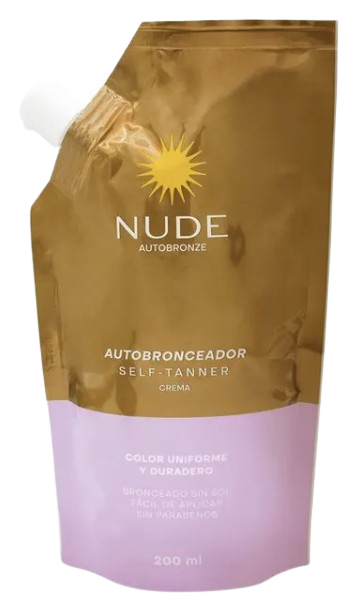 NUDE
AUTOBRONZE
AUTOBRONCEADOR
SELF-TANNER
CREMA
COLOR UNIFORME
Y DURADERO
BRONCEADO SIN SOL
FÁCIL DE APLICAR
SIN PARABENOS
200 ml